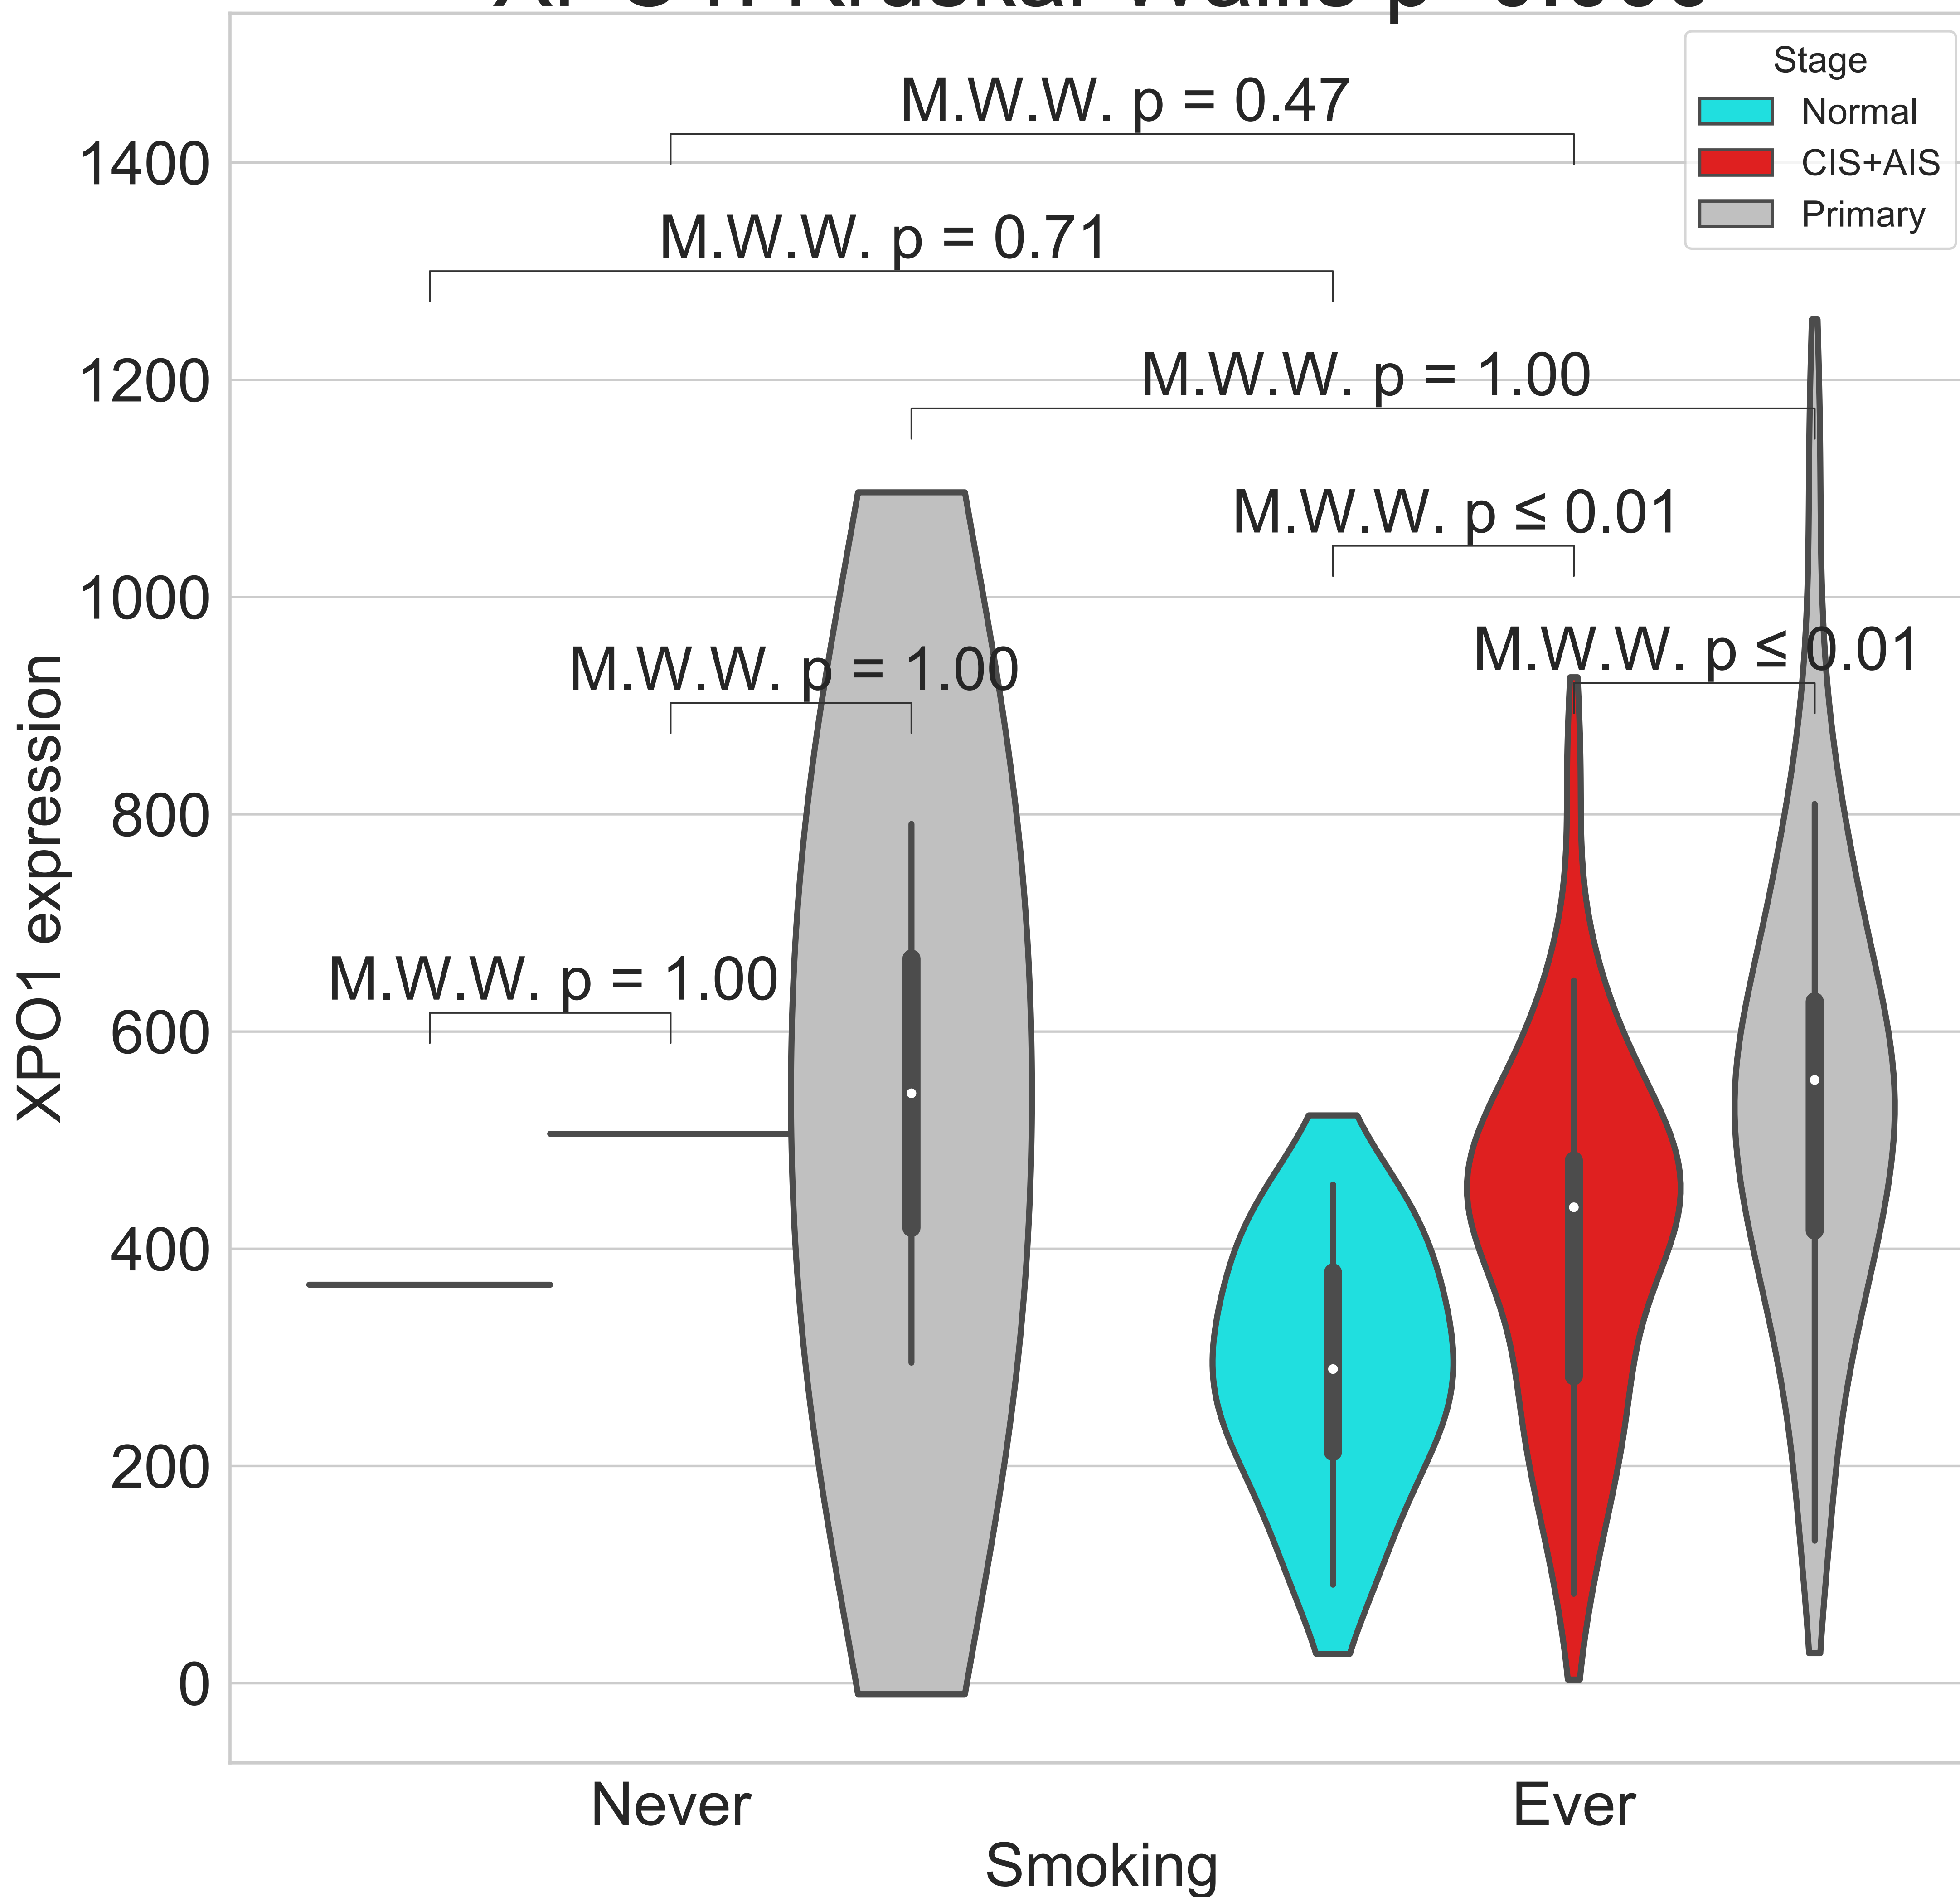 Stage
Normal
CIS+AIS
Primary
M.W.W. p = 0.47
M.W.W. p = 0.71
M.W.W. p = 1.00
M.W.W. p ≤ 0.01
M.W.W. p ≤ 0.01
M.W.W. p = 1.00
M.W.W. p = 1.00
1400
1200
1000
800
600
400
200
0
XPO1 expression
Never
Ever
Smoking